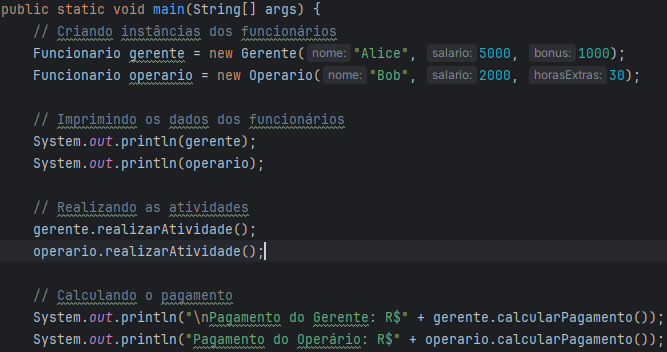 public static void main(String[] args) {
// Criando instâncias dos funcionários
Funcionario gerente = new Gerente( nome: "Alice", salario: 5000, bonus: 1000);
Funcionario operario = new Operario( nome: "Bob", salario: 2000, horasExtras: 30);
// Imprimindo os dados dos funcionários
System.out.println(gerente);
System.out.println(operario);
// Realizando as atividades
gerente.realizarAtividade();
operario.realizarAtividade();
// Calculando o pagamento
System.out.println("\nPagamento do Gerente: R$" + gerente.calcularPagamento());
System.out.println("Pagamento do Operário: R$" + operario.calcularPagamento());